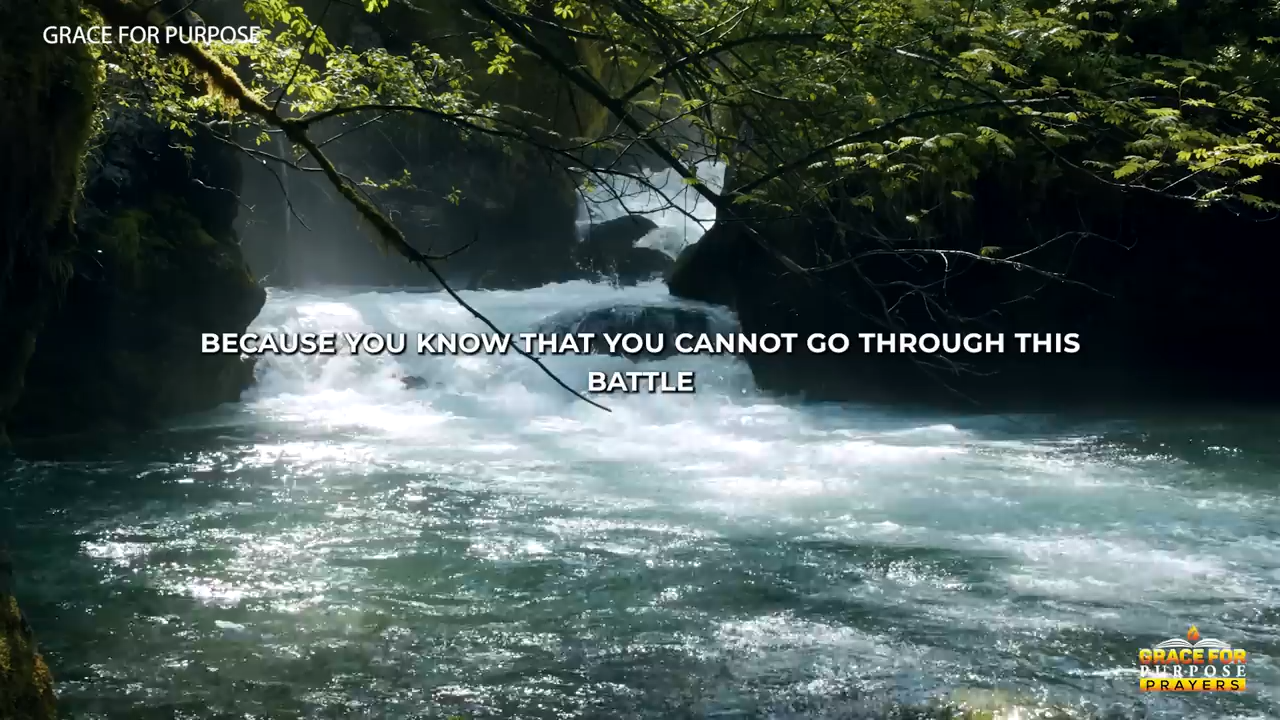 GRACE FOR PURPOSE
BECAUSE YOU KNOW THAT YOU CANNOT GO THROUGH THIS
BATTLE
GRACE FOR
PURPOSE
PRAYERS